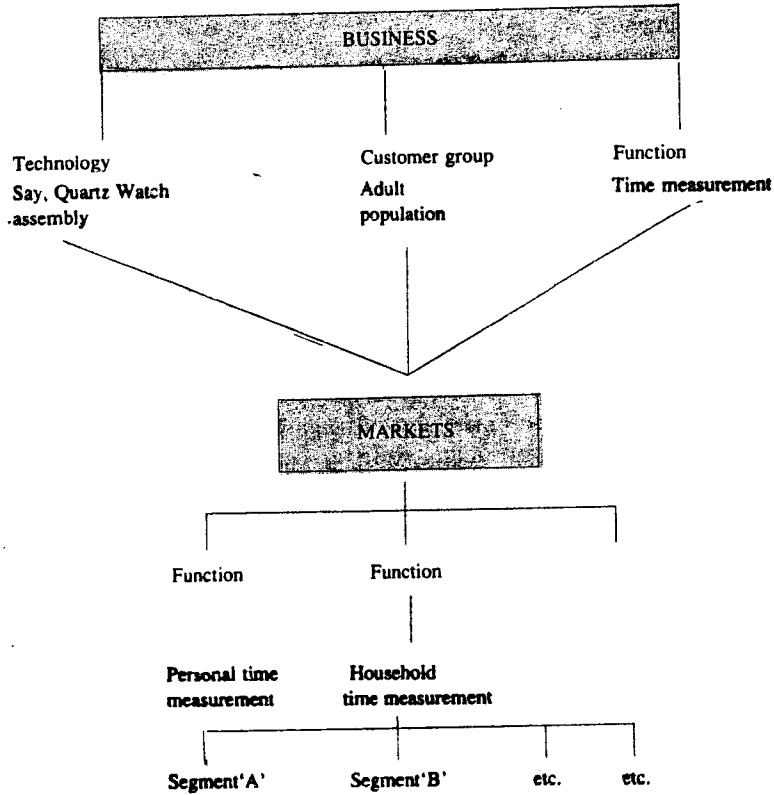 BUSINESS
Technology
Say, Quartz Watch
assembly
Customer group
Adult
population
Function
Time measurement
MARKETS
Function
Function
Personal time
measurement
Household
time measurement
Segment'A'
Segment'B'
etc.
etc.